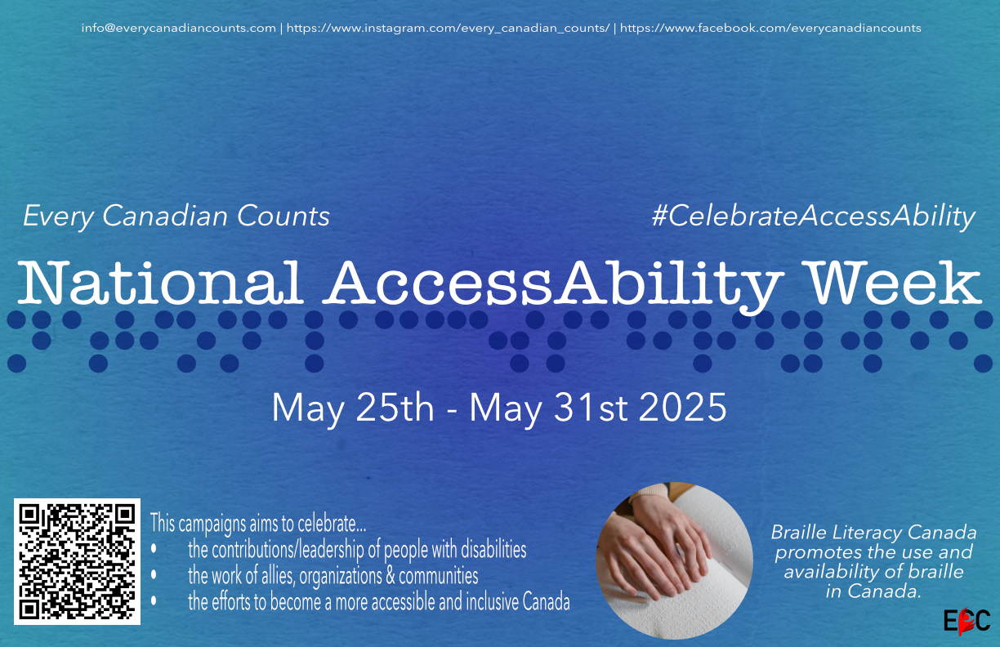 info@everycanadiancounts.com | https://www.instagram.com/every_canadian_counts/ | https://www.facebook.com/everycanadiancounts
Every Canadian Counts
#CelebrateAccessAbility
National AccessAbility Week
May 25th - May 31st 2025
This campaigns aims to celebrate...
• the contributions/leadership of people with disabilities
• the work of allies, organizations & communities
• the efforts to become a more accessible and inclusive Canada
Braille Literacy Canada
promotes the use and
availability of braille
in Canada.
ECC